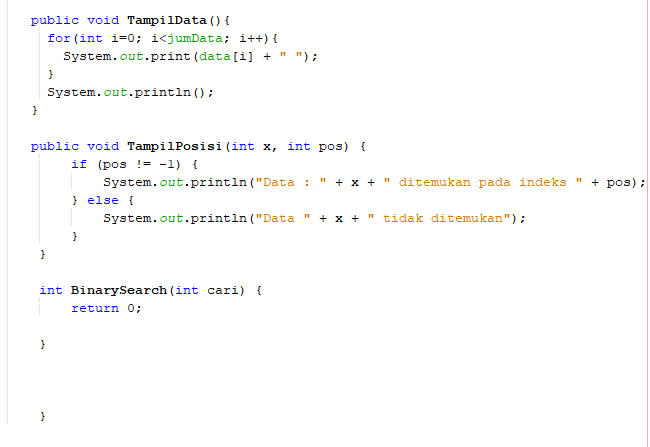 public void TampilData(){
for(int i=0; i<jumData; i++){
System.out.print(data[i] + " ");
}
System.out.println();
}
public void TampilPosisi(int x, int pos) {
if (pos != -1) {
System.out.println("Data : " + x + " ditemukan pada indeks " + pos);
} else {
System.out.println("Data " + x + " tidak ditemukan");
}
}
int BinarySearch(int cari) {
return 0;
}
}